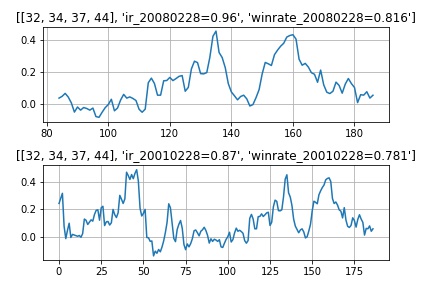 [[32, 34, 37, 44], 'ir_20080228=0.96', 'winrate_20080228=0.816']
0.4
0.2
0.0
80 100 120 140 160 180
[[32, 34, 37, 44], 'ir_20010228=0.87', 'winrate_20010228=0.781']
0.4
0.2
0.0
0 25 50 75 100 125 150 175